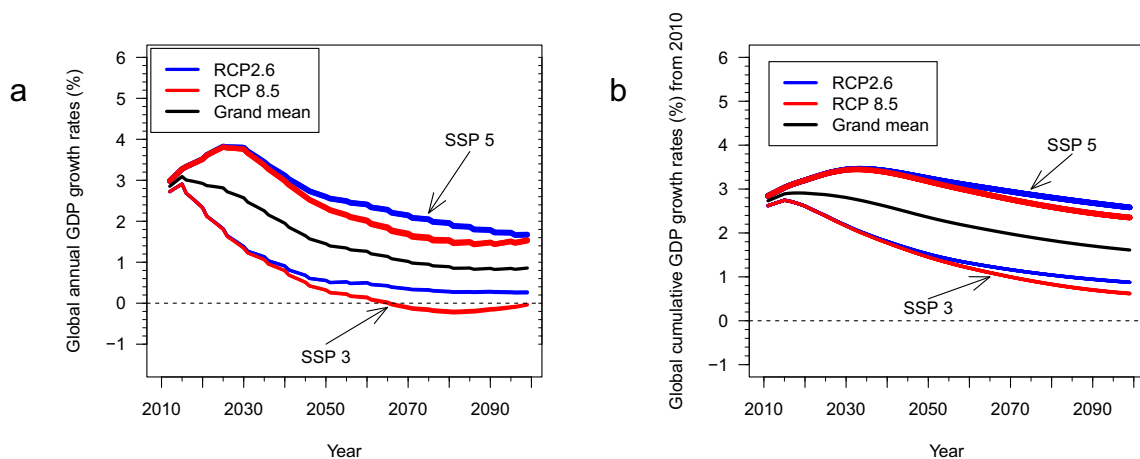 a
Global annual GDP growth rates (%)
6
5
4
3
2
1
0
−1
RCP2.6
RCP 8.5
Grand mean
SSP 5
SSP 3
2010 2030 2050 2070 2090
Year
b
Global cumulative GDP growth rates (%) from 2010
6
5
4
3
2
1
0
−1
RCP2.6
RCP 8.5
Grand mean
SSP 5
SSP 3
2010 2030 2050 2070 2090
Year